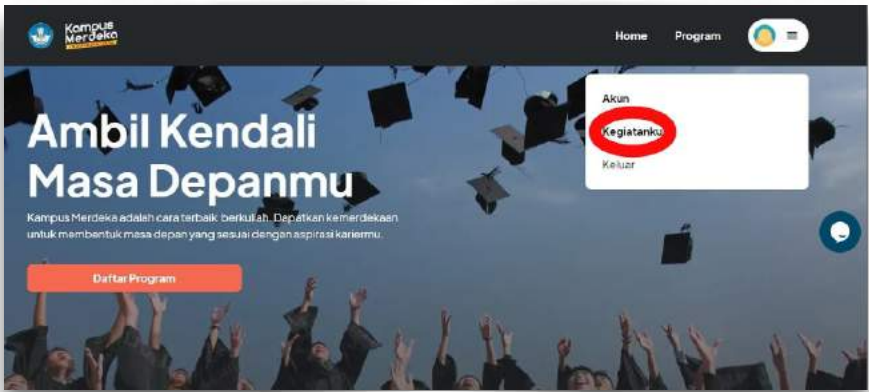 Kampus
Merdeka
Home
Program
Akun
Kegiatanku
Keluar
Ambil Kendali
Masa Depanmu
Kampus Merdeka adalah cara terbaik berkuliah. Dapatkan kemerdekaan
untuk membentuk masa depan yang sesuai dengan aspirasi kariermu.
Daftar Program